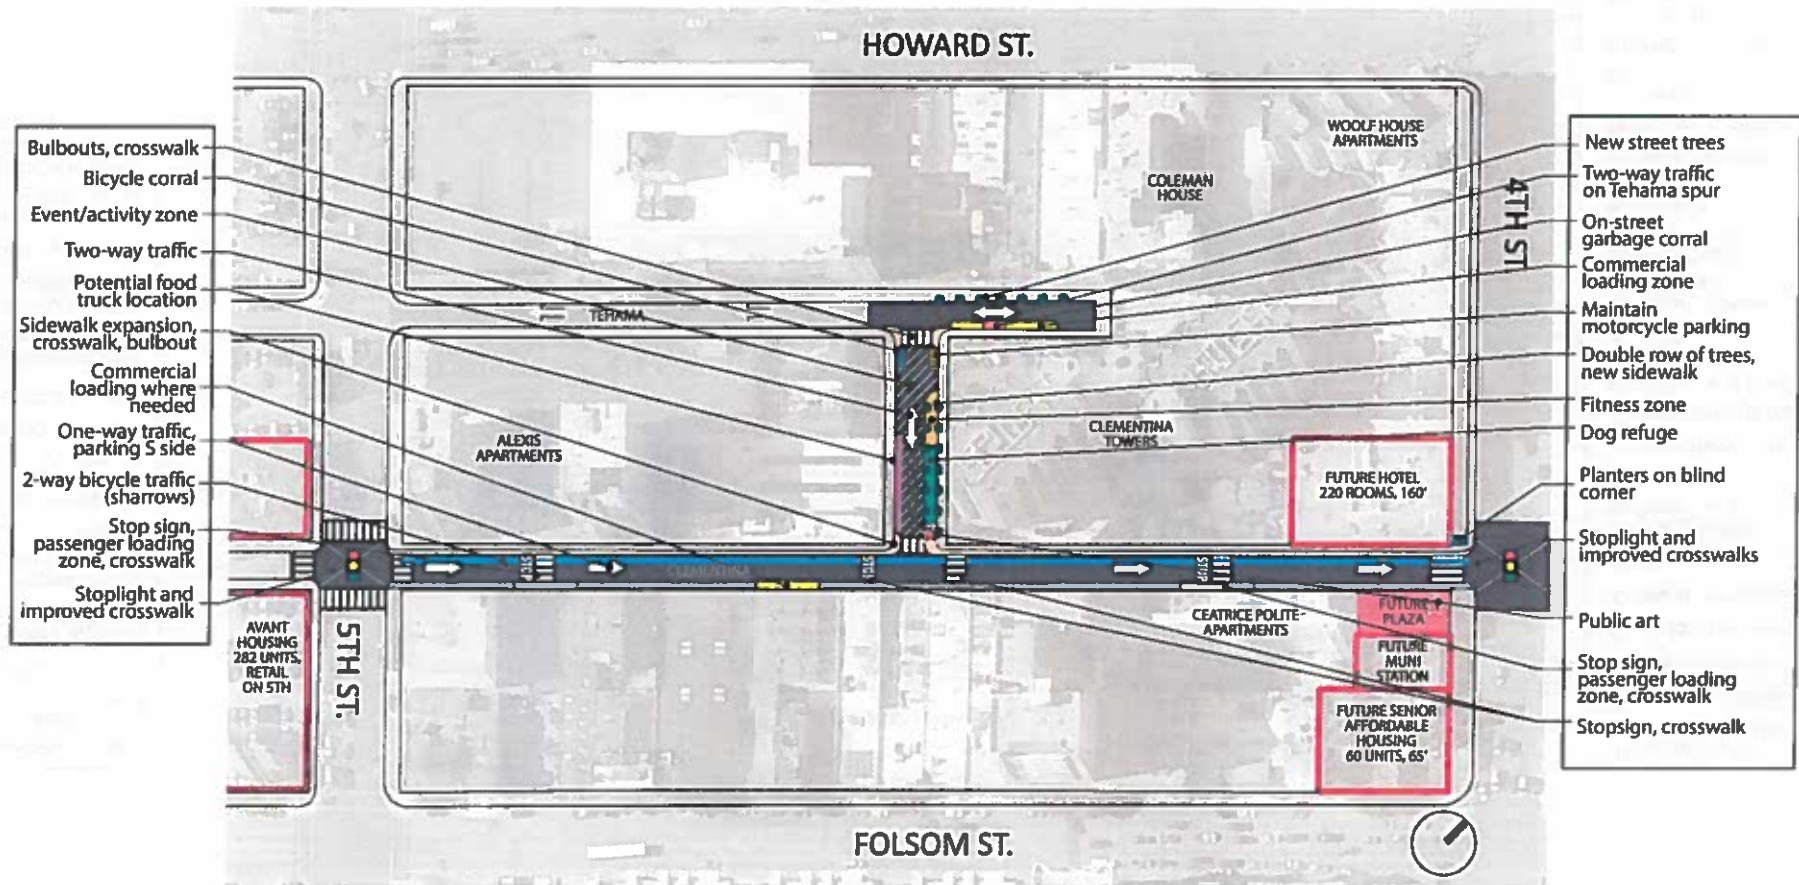 HOWARD ST.
Bulbouts, crosswalk
Bicycle corral
Event/activity zone
Two-way traffic
Potential food
truck location
Sidewalk expansion,
crosswalk, bulbout
Commercial
loading where
needed
One-way traffic,
parking S side
2-way bicycle traffic
(sharrows)
Stop sign,
passenger loading
zone, crosswalk
Stoplight and
improved crosswalk
WOOLF HOUSE
APARTMENTS
COLEMAN
HOUSE
4TH ST.
TEHAMA
ALEXIS
APARTMENTS
CLEMENTINA
TOWERS
FUTURE HOTEL
220 ROOMS, 160'
STOP
CLEMENTINA
STOP
STOP
CEATRICE POLITE
APARTMENTS
FUTURE
PLAZA
FUTURE
MUNI
STATION
FUTURE SENIOR
AFFORDABLE
HOUSING
60 UNITS, 65'
AVANT
HOUSING
282 UNITS,
RETAIL
ON 5TH
5TH ST.
FOLSOM ST.
New street trees
Two-way traffic
on Tehama spur
On-street
garbage corral
Commercial
loading zone
Maintain
motorcycle parking
Double row of trees,
new sidewalk
Fitness zone
Dog refuge
Planters on blind
corner
Stoplight and
improved crosswalks
Public art
Stop sign,
passenger loading
zone, crosswalk
Stopsign, crosswalk